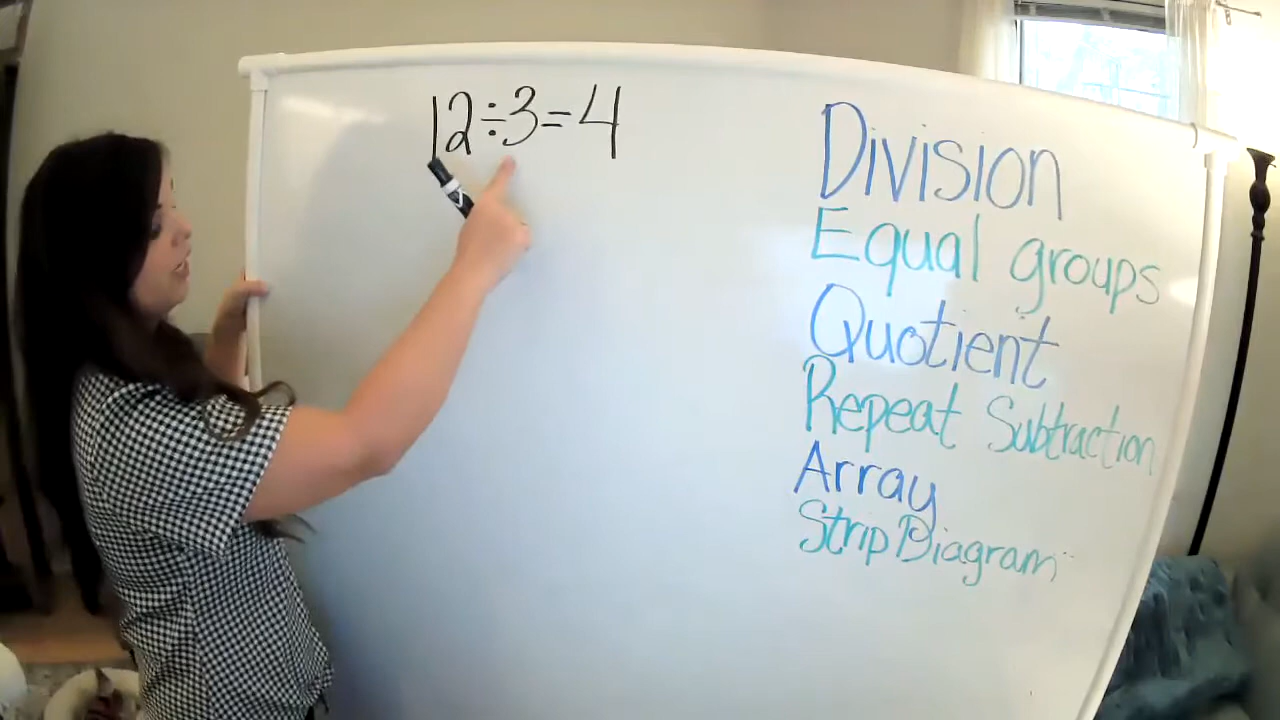 12÷3=4
Division
Equal groups
Quotient
Repeat Subtraction
Array
Strip Diagram